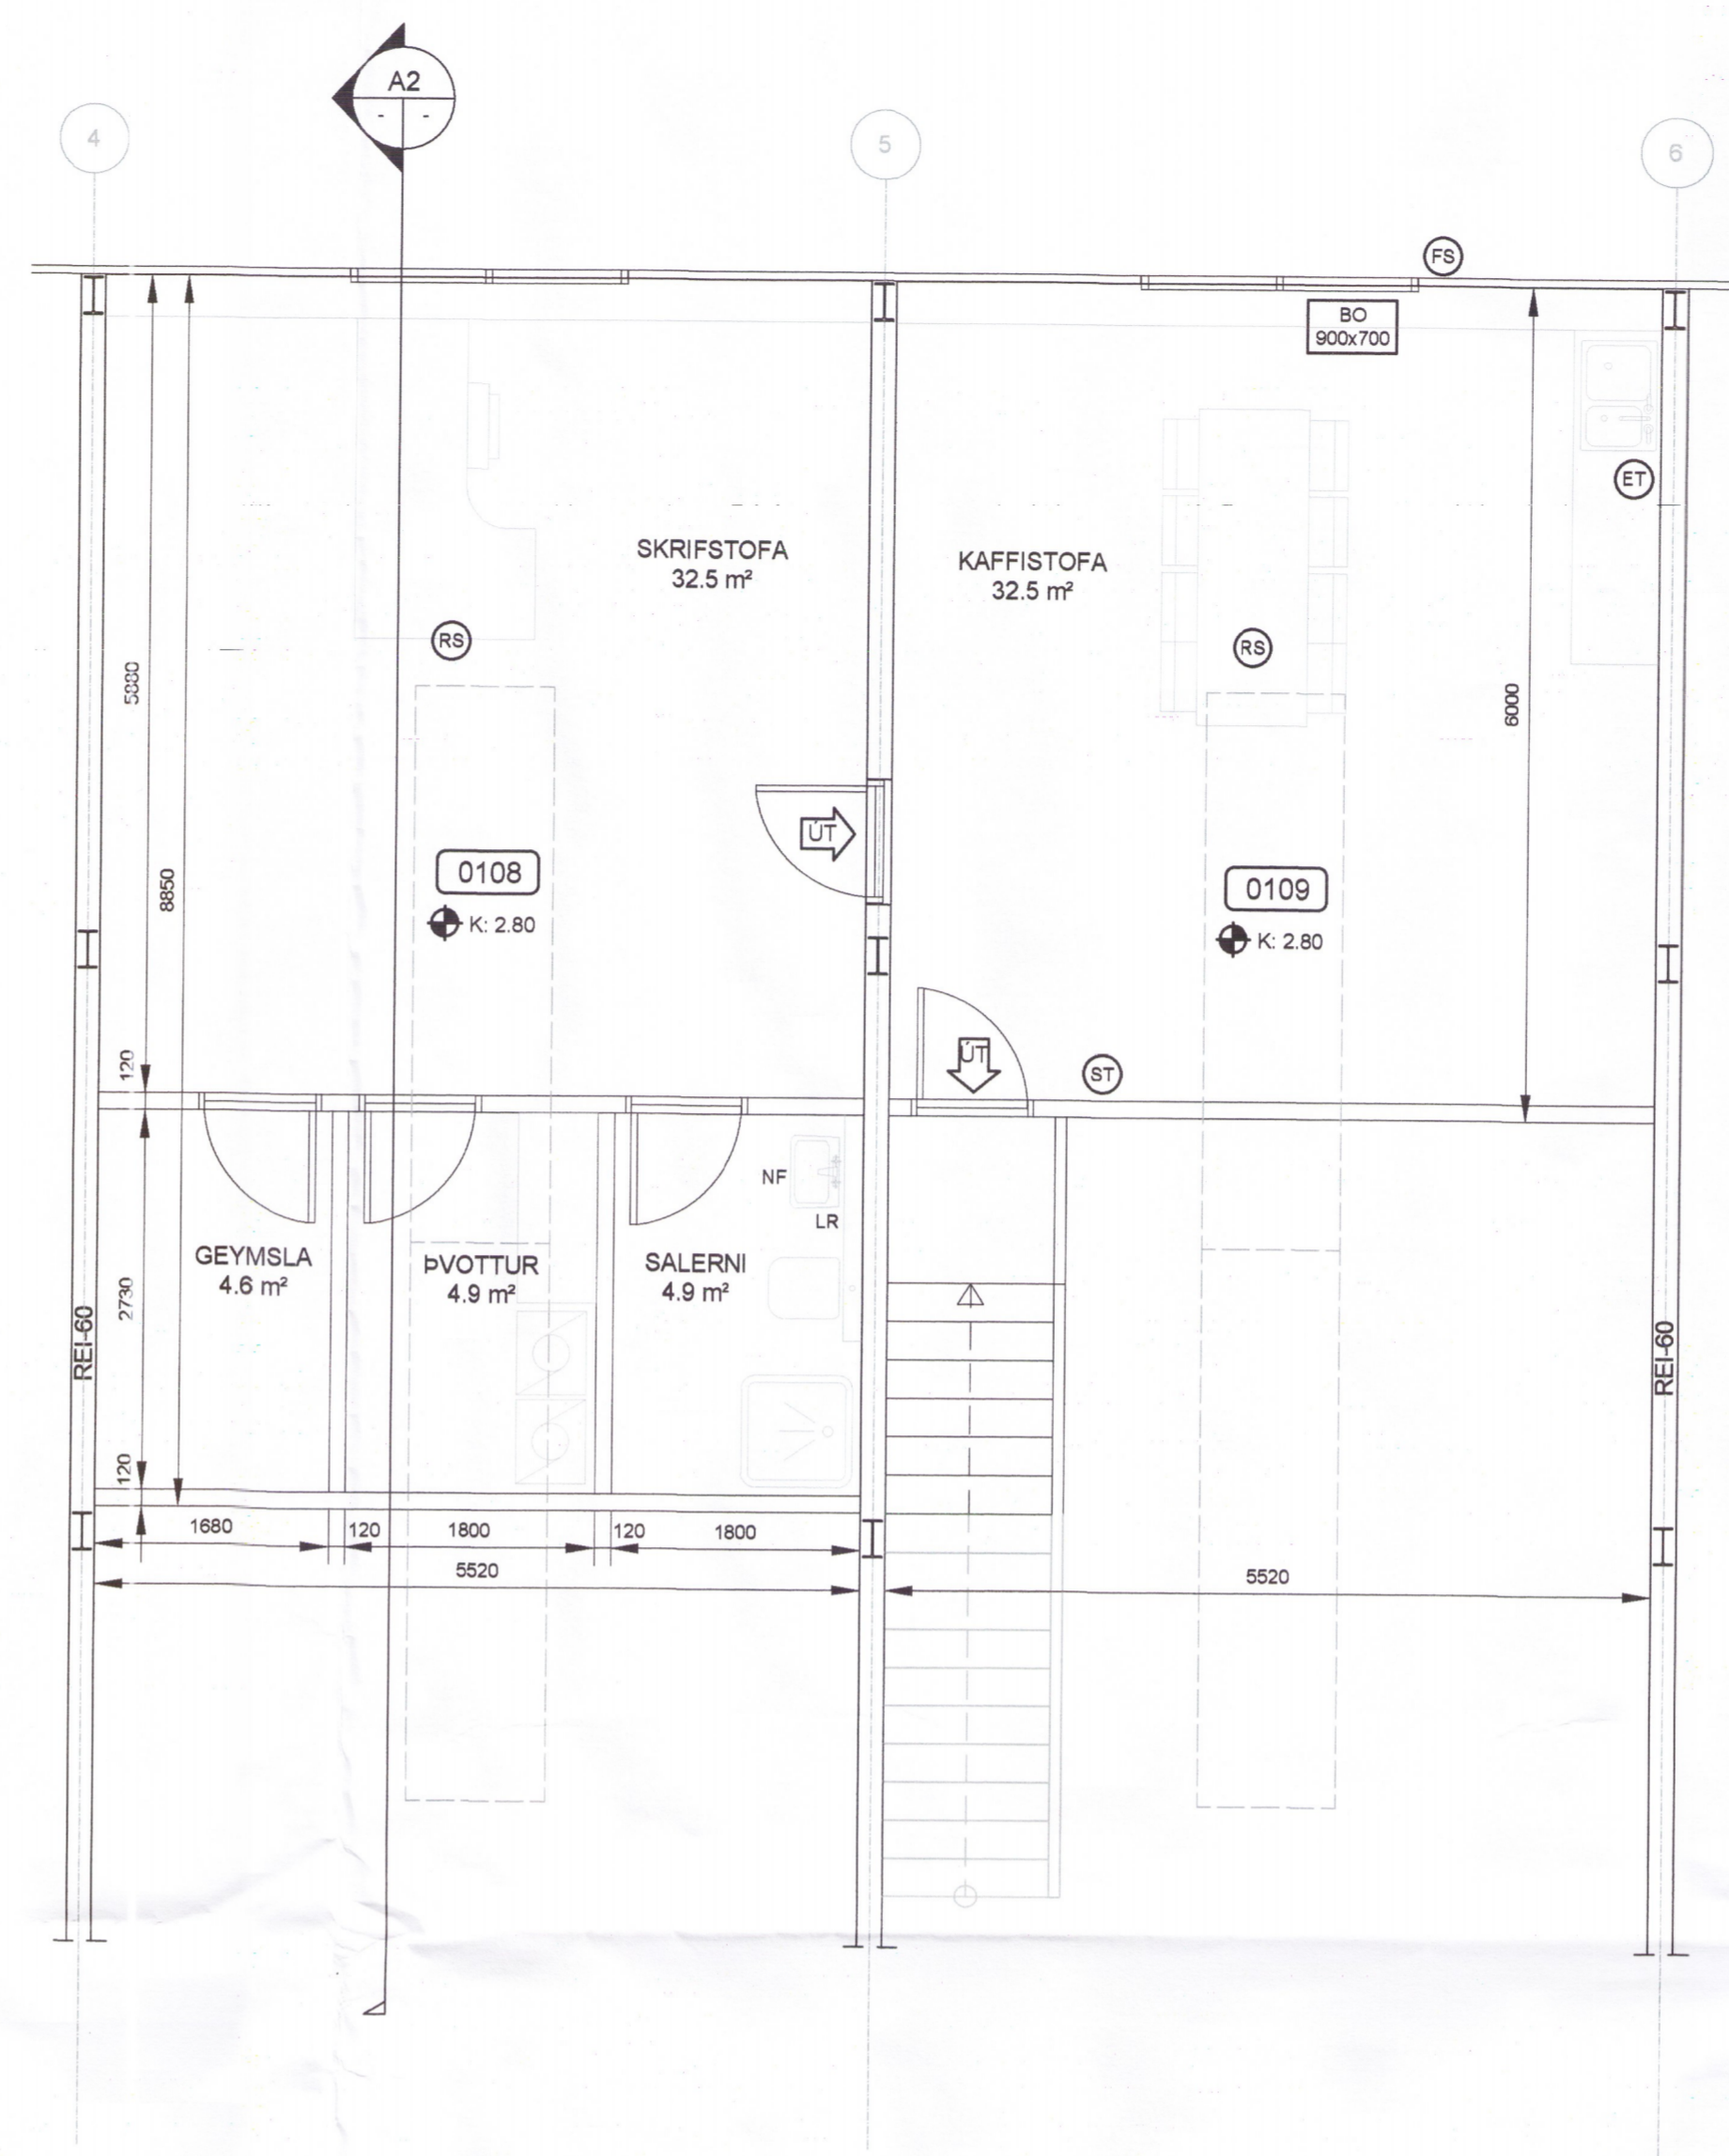 A2
- -
4
5
6
FS
BO
900x700
ET
SKRIFSTOFA
32.5 m²
KAFFISTOFA
32.5 m²
RS
RS
5880
8850
6000
ÚT
0108
K: 2.80
0109
K: 2.80
120
ÚT
ST
NF
LR
GEYMSLA
4.6 m²
ÞVOTTUR
4.9 m²
SALERNI
4.9 m²
2730
REI-60
REI-60
120
1680
120
1800
120
1800
5520
5520